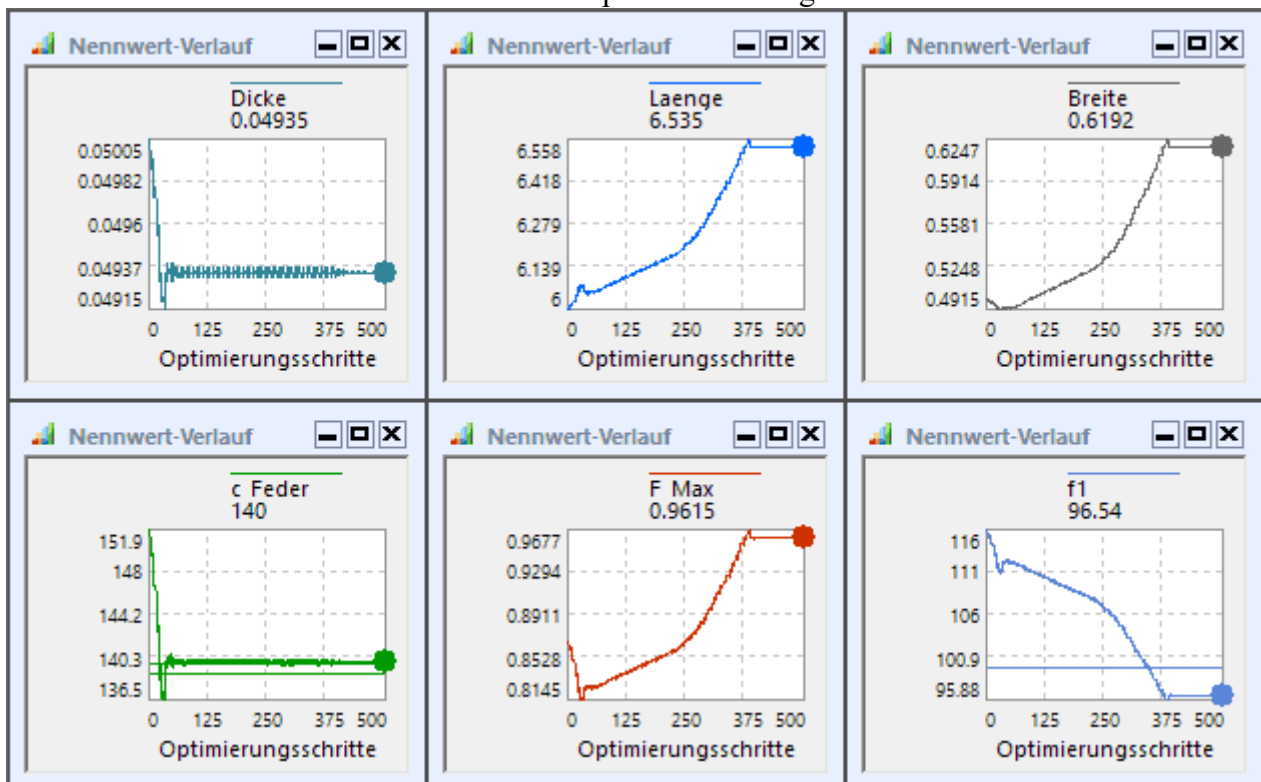 Nennwert-Verlauf
Dicke
0.04935
0.05005
0.04982
0.0496
0.04937
0.04915
0 125 250 375 500
Optimierungsschritte
Nennwert-Verlauf
Laenge
6.535
6.558
6.418
6.279
6.139
6
0 125 250 375 500
Optimierungsschritte
Nennwert-Verlauf
Breite
0.6192
0.6247
0.5914
0.5581
0.5248
0.4915
0 125 250 375 500
Optimierungsschritte
Nennwert-Verlauf
c Feder
140
151.9
148
144.2
140.3
136.5
0 125 250 375 500
Optimierungsschritte
Nennwert-Verlauf
F Max
0.9615
0.9677
0.9294
0.8911
0.8528
0.8145
0 125 250 375 500
Optimierungsschritte
Nennwert-Verlauf
f1
96.54
116
111
106
100.9
95.88
0 125 250 375 500
Optimierungsschritte